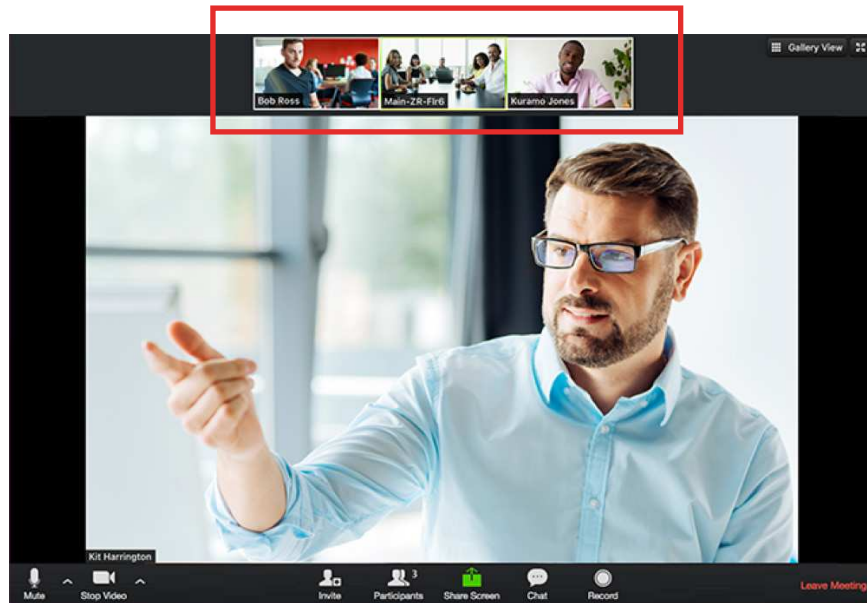 Gallery View
Bob Ross
Main-ZR-Flr6
Kuramo Jones
Kit Harrington
Mute
Stop Video
Invite
Participants
3
Share Screen
Chat
Record
Leave Meeting